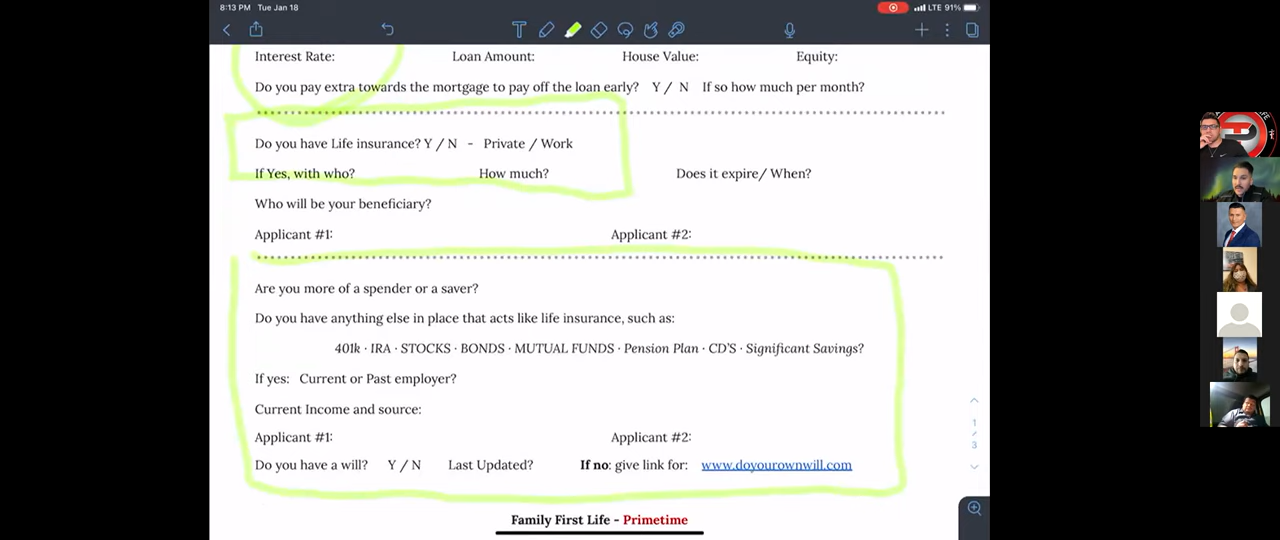 8:13 PM Tue Jan 18
LTE 91%
Interest Rate: Loan Amount: House Value: Equity:
Do you pay extra towards the mortgage to pay off the loan early? Y / N If so how much per month?
Do you have Life insurance? Y / N - Private / Work
If Yes, with who? How much? Does it expire/ When?
Who will be your beneficiary?
Applicant #1: Applicant #2:
Are you more of a spender or a saver?
Do you have anything else in place that acts like life insurance, such as:
401k · IRA · STOCKS · BONDS · MUTUAL FUNDS · Pension Plan · CD'S · Significant Savings?
If yes: Current or Past employer?
Current Income and source:
Applicant #1: Applicant #2:
Do you have a will? Y / N Last Updated? If no: give link for: www.doyourownwill.com
1
/
3
Family First Life - Primetime